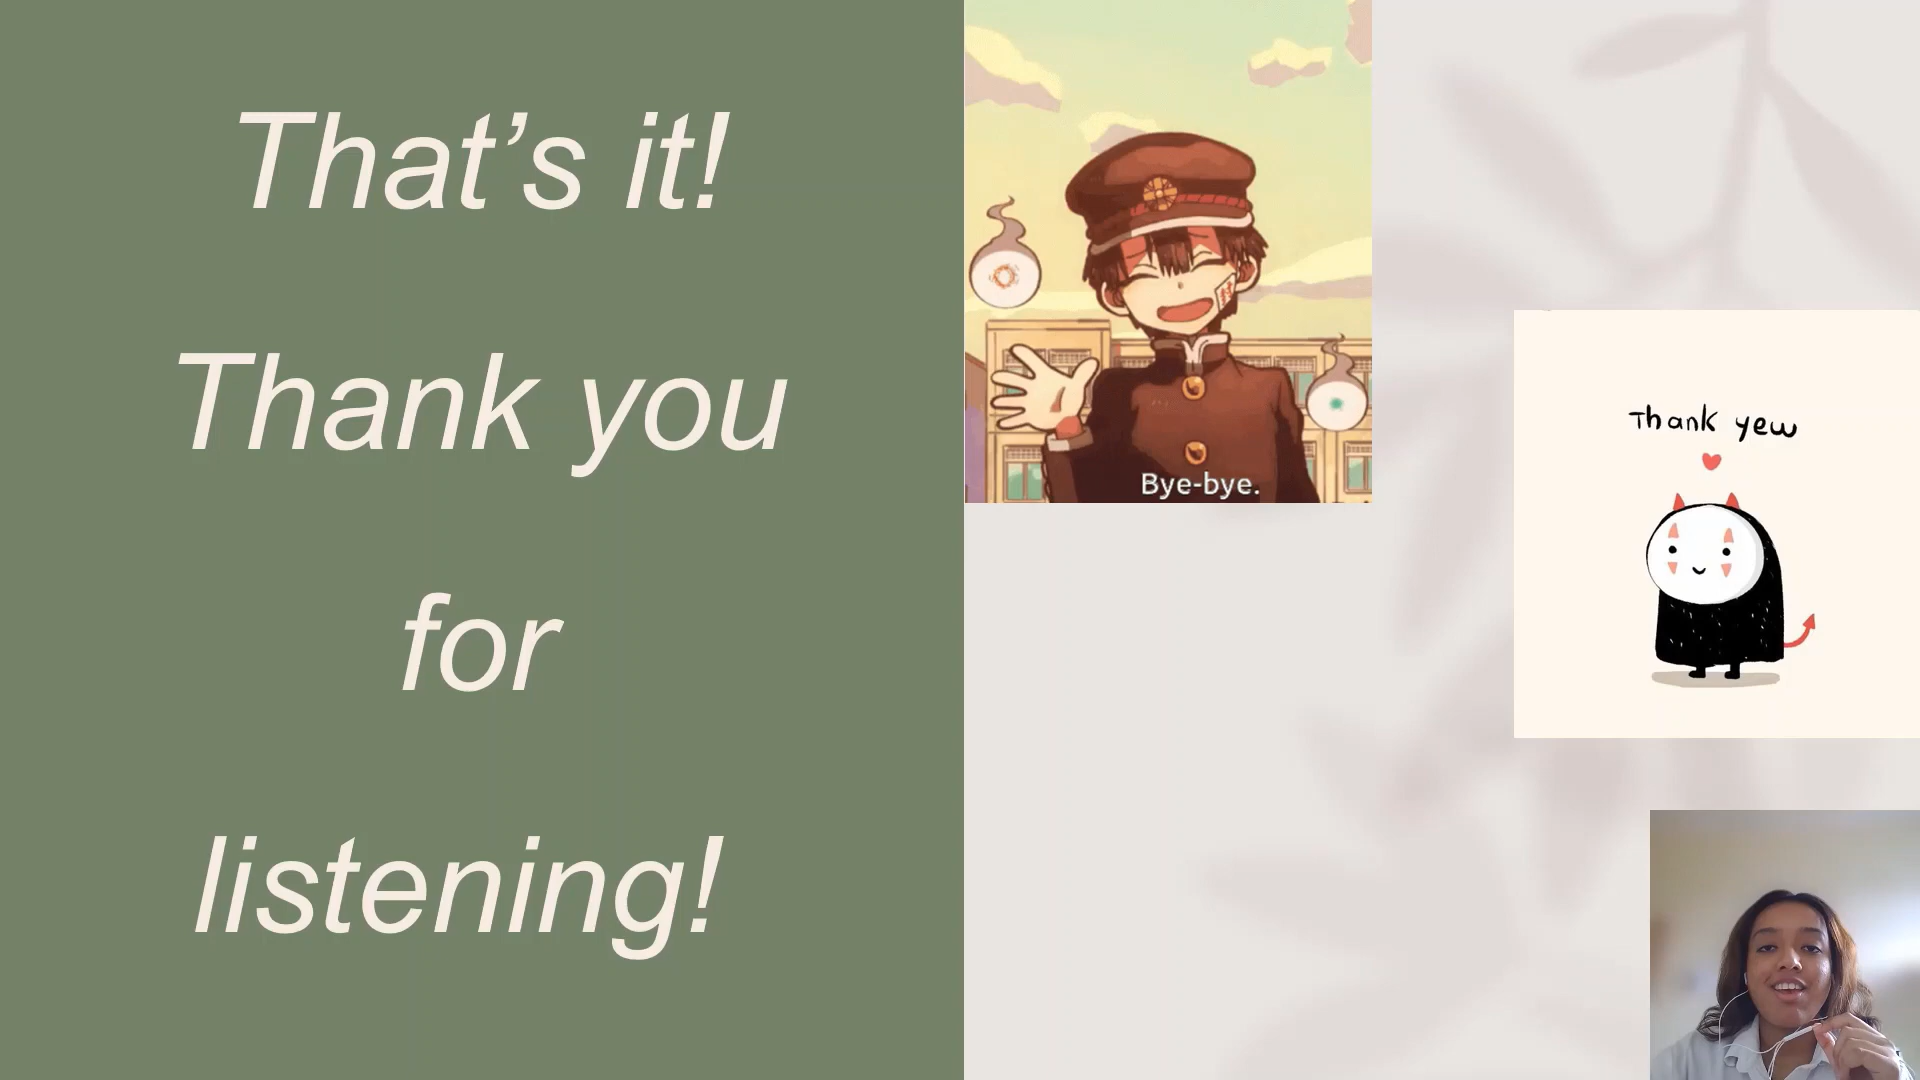 That’s it!
Thank you
for
listening!
Bye-bye.
Thank yew